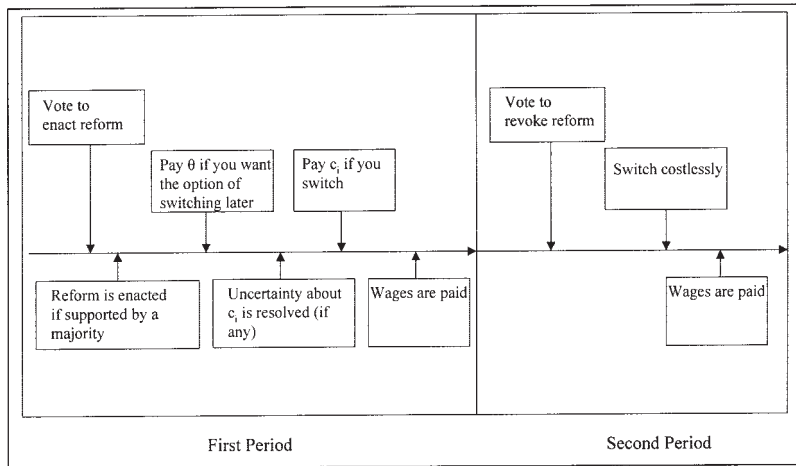 Vote to
enact reform
Pay θ if you want
the option of
switching later
Pay cᵢ if you
switch
Reform is enacted
if supported by a
majority
Uncertainty about
cᵢ is resolved (if
any)
Wages are paid
Vote to
revoke reform
Switch costlessly
Wages are paid
First Period
Second Period